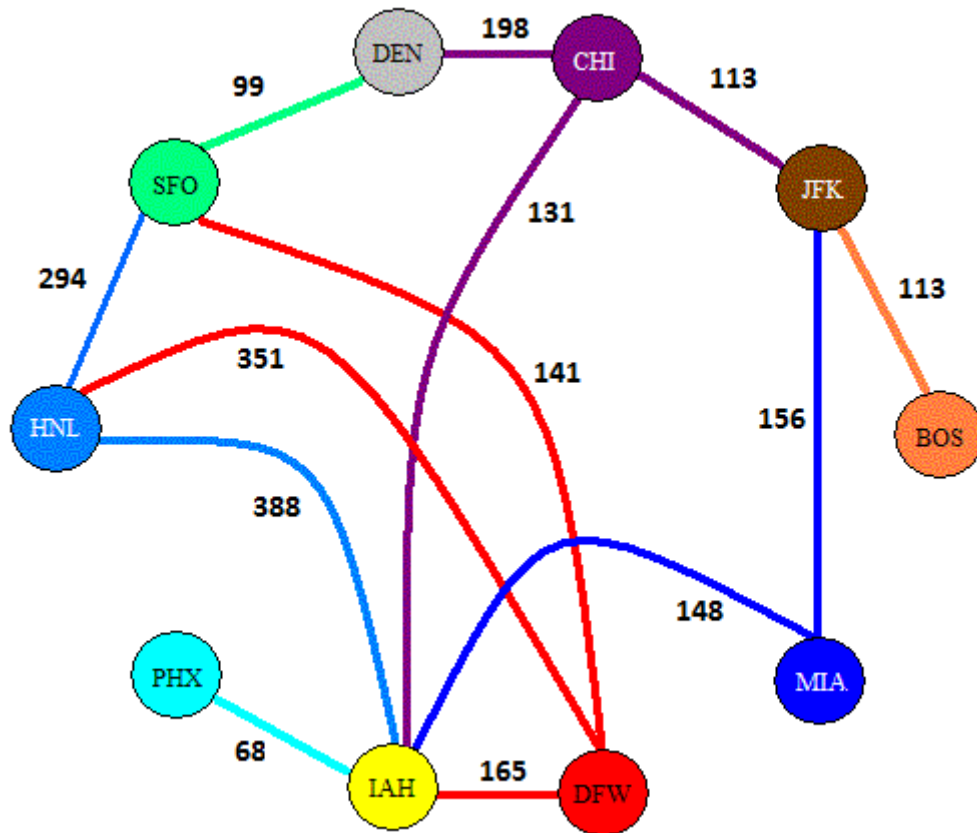 198
DEN
CHI
113
99
SFO
JFK
131
294
113
351
141
HNL
156
BOS
388
148
PHX
MIA
68
IAH
165
DFW